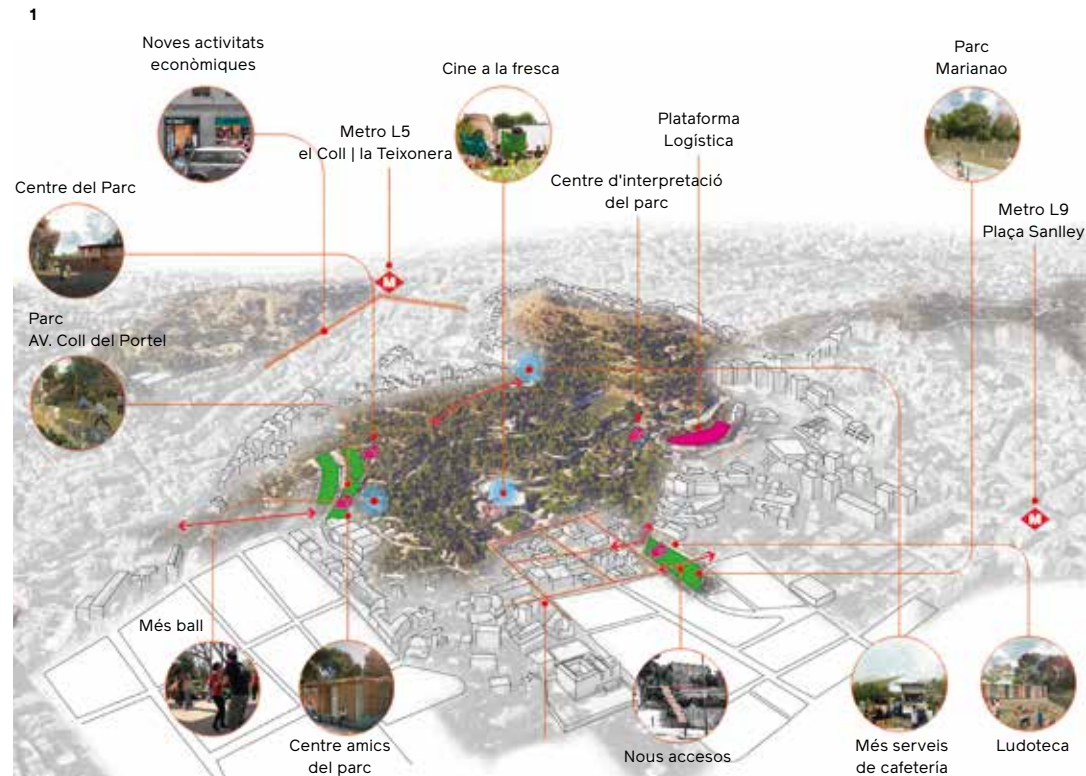 1
Noves activitats
econòmiques
Cine a la fresca
Parc
Marianao
Metro L5
el Coll | la Teixonera
Plataforma
Logística
Centre d'interpretació
del parc
Centre del Parc
Metro L9
Plaça Sanlley
M
Parc
AV. Coll del Portel
M
Més ball
Centre amics
del parc
Nous accesos
Més serveis
de cafetería
Ludoteca